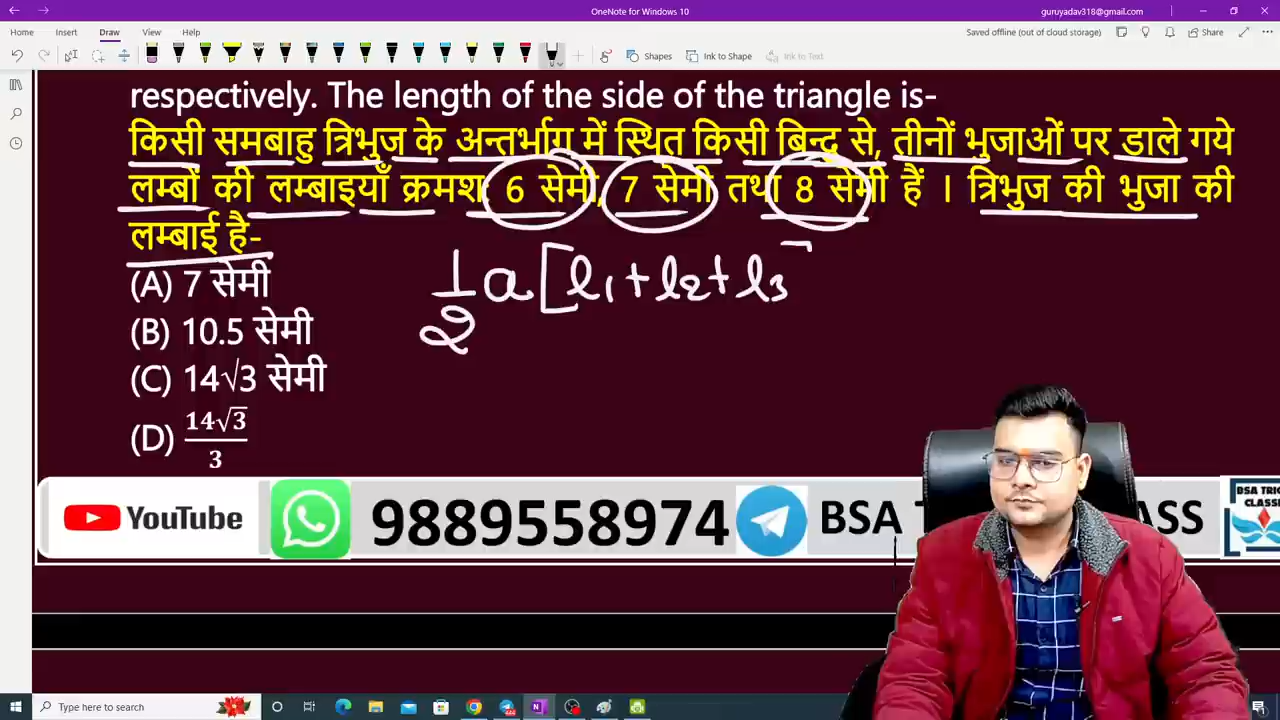 OneNote for Windows 10
guruyadav318@gmail.com
Home Insert Draw View Help
Saved offline (out of cloud storage)
Share
Shapes
Ink to Shape
Ink to Text
respectively. The length of the side of the triangle is-
किसी समबाहु त्रिभुज के अन्तर्भाग में स्थित किसी बिन्दु से, तीनों भुजाओं पर डाले गये
लम्बों की लम्बाइयाँ क्रमश: 6 सेमी, 7 सेमी तथा 8 सेमी हैं । त्रिभुज की भुजा की
लम्बाई है-
1/2 a [l₁+l₂+l₃
(A) 7 सेमी
(B) 10.5 सेमी
(C) 14√3 सेमी
(D) 14√3/3
YouTube
9889558974
BSA
ASS
BSA TRI
CLASS
Type here to search